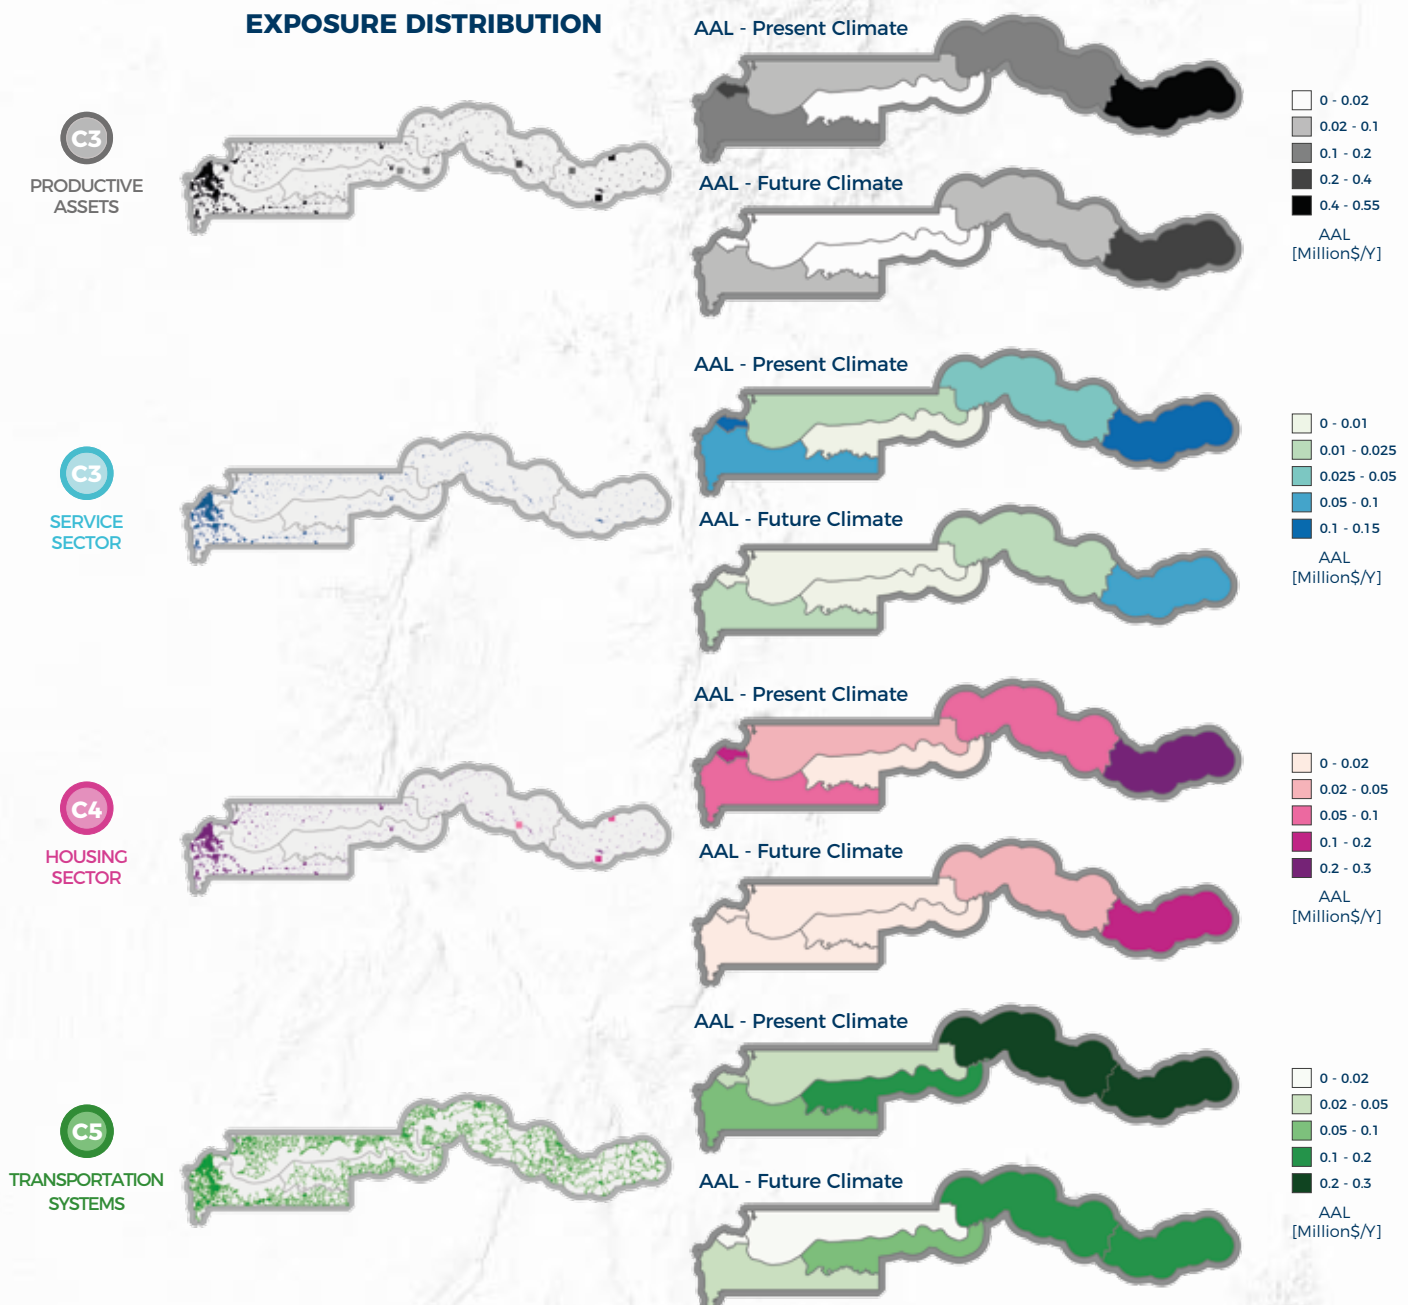 EXPOSURE DISTRIBUTION
C3
PRODUCTIVE
ASSETS
AAL - Present Climate
AAL - Future Climate
0 - 0.02
0.02 - 0.1
0.1 - 0.2
0.2 - 0.4
0.4 - 0.55
AAL
[Million$/Y]
C3
SERVICE
SECTOR
AAL - Present Climate
AAL - Future Climate
0 - 0.01
0.01 - 0.025
0.025 - 0.05
0.05 - 0.1
0.1 - 0.15
AAL
[Million$/Y]
C4
HOUSING
SECTOR
AAL - Present Climate
AAL - Future Climate
0 - 0.02
0.02 - 0.05
0.05 - 0.1
0.1 - 0.2
0.2 - 0.3
AAL
[Million$/Y]
C5
TRANSPORTATION
SYSTEMS
AAL - Present Climate
AAL - Future Climate
0 - 0.02
0.02 - 0.05
0.05 - 0.1
0.1 - 0.2
0.2 - 0.3
AAL
[Million$/Y]